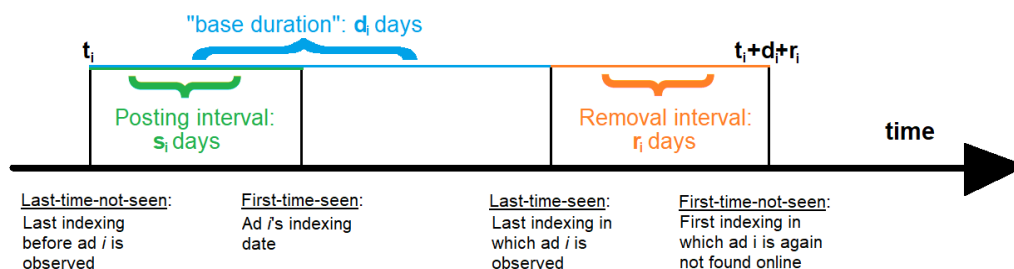 "base duration": di days
ti
ti+di+ri
Posting interval:
si days
Removal interval:
ri days
time
Last-time-not-seen:
Last indexing
before ad i is
observed
First-time-seen:
Ad i's indexing
date
Last-time-seen:
Last indexing in
which ad i is
observed
First-time-not-seen:
First indexing in
which ad i is again
not found online